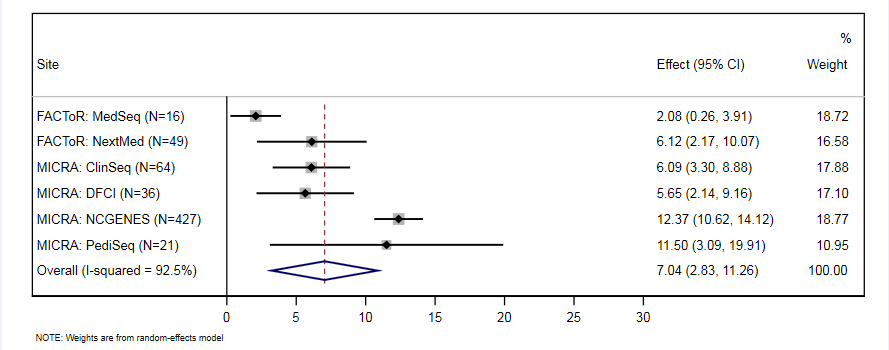 %
Site Effect (95% CI) Weight
FACToR: MedSeq (N=16) 2.08 (0.26, 3.91) 18.72
FACToR: NextMed (N=49) 6.12 (2.17, 10.07) 16.58
MICRA: ClinSeq (N=64) 6.09 (3.30, 8.88) 17.88
MICRA: DFCI (N=36) 5.65 (2.14, 9.16) 17.10
MICRA: NCGENES (N=427) 12.37 (10.62, 14.12) 18.77
MICRA: PediSeq (N=21) 11.50 (3.09, 19.91) 10.95
Overall (I-squared = 92.5%) 7.04 (2.83, 11.26) 100.00
0 5 10 15 20 25 30
NOTE: Weights are from random-effects model